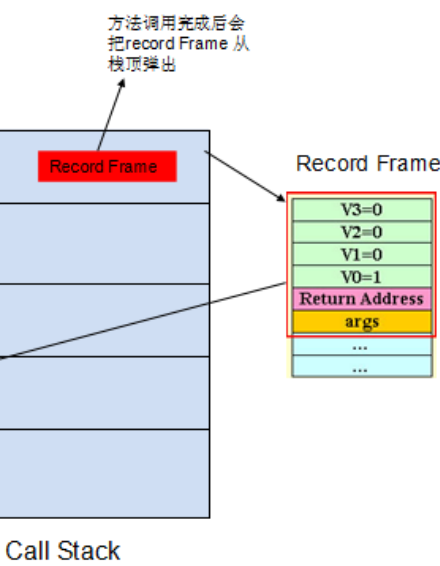 方法调用完成后会
把record Frame 从
栈顶弹出
Record Frame
Record Frame
V3=0
V2=0
V1=0
V0=1
Return Address
args
...
...
Call Stack